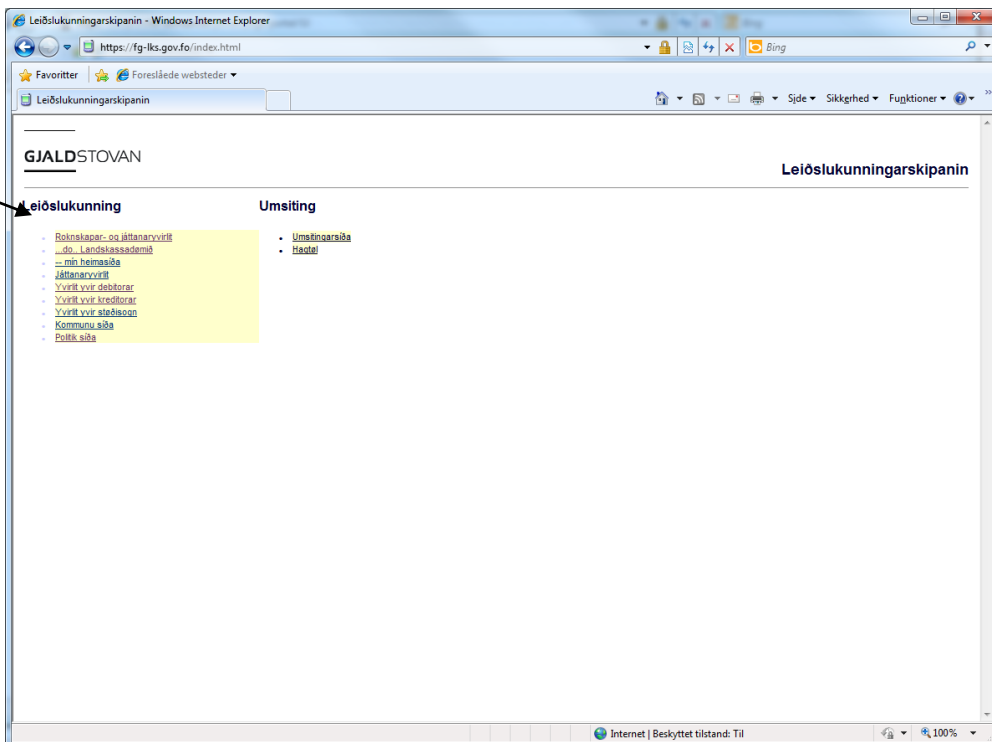 Leiðslukunningarskipanin - Windows Internet Explorer
https://fg-lks.gov.fo/index.html
Bing
Favoritter
Foreslåede websteder
Leiðslukunningarskipanin
Side
Sikkerhed
Funktioner
GJALDSTOVAN
Leiðslukunningarskipanin
Leiðslukunning
Umsiting
Roknskapar- og játtanaryvirlit
...do.. Landskassadømið
-- mín heimasíða
Játtanaryvirlit
Yvirlit yvir debitorar
Yvirlit yvir kreditorar
Yvirlit yvir støðisogn
Kommunu síða
Politik síða
Umsitingarsíða
Hagtøl
Internet | Beskyttet tilstand: Til
100%